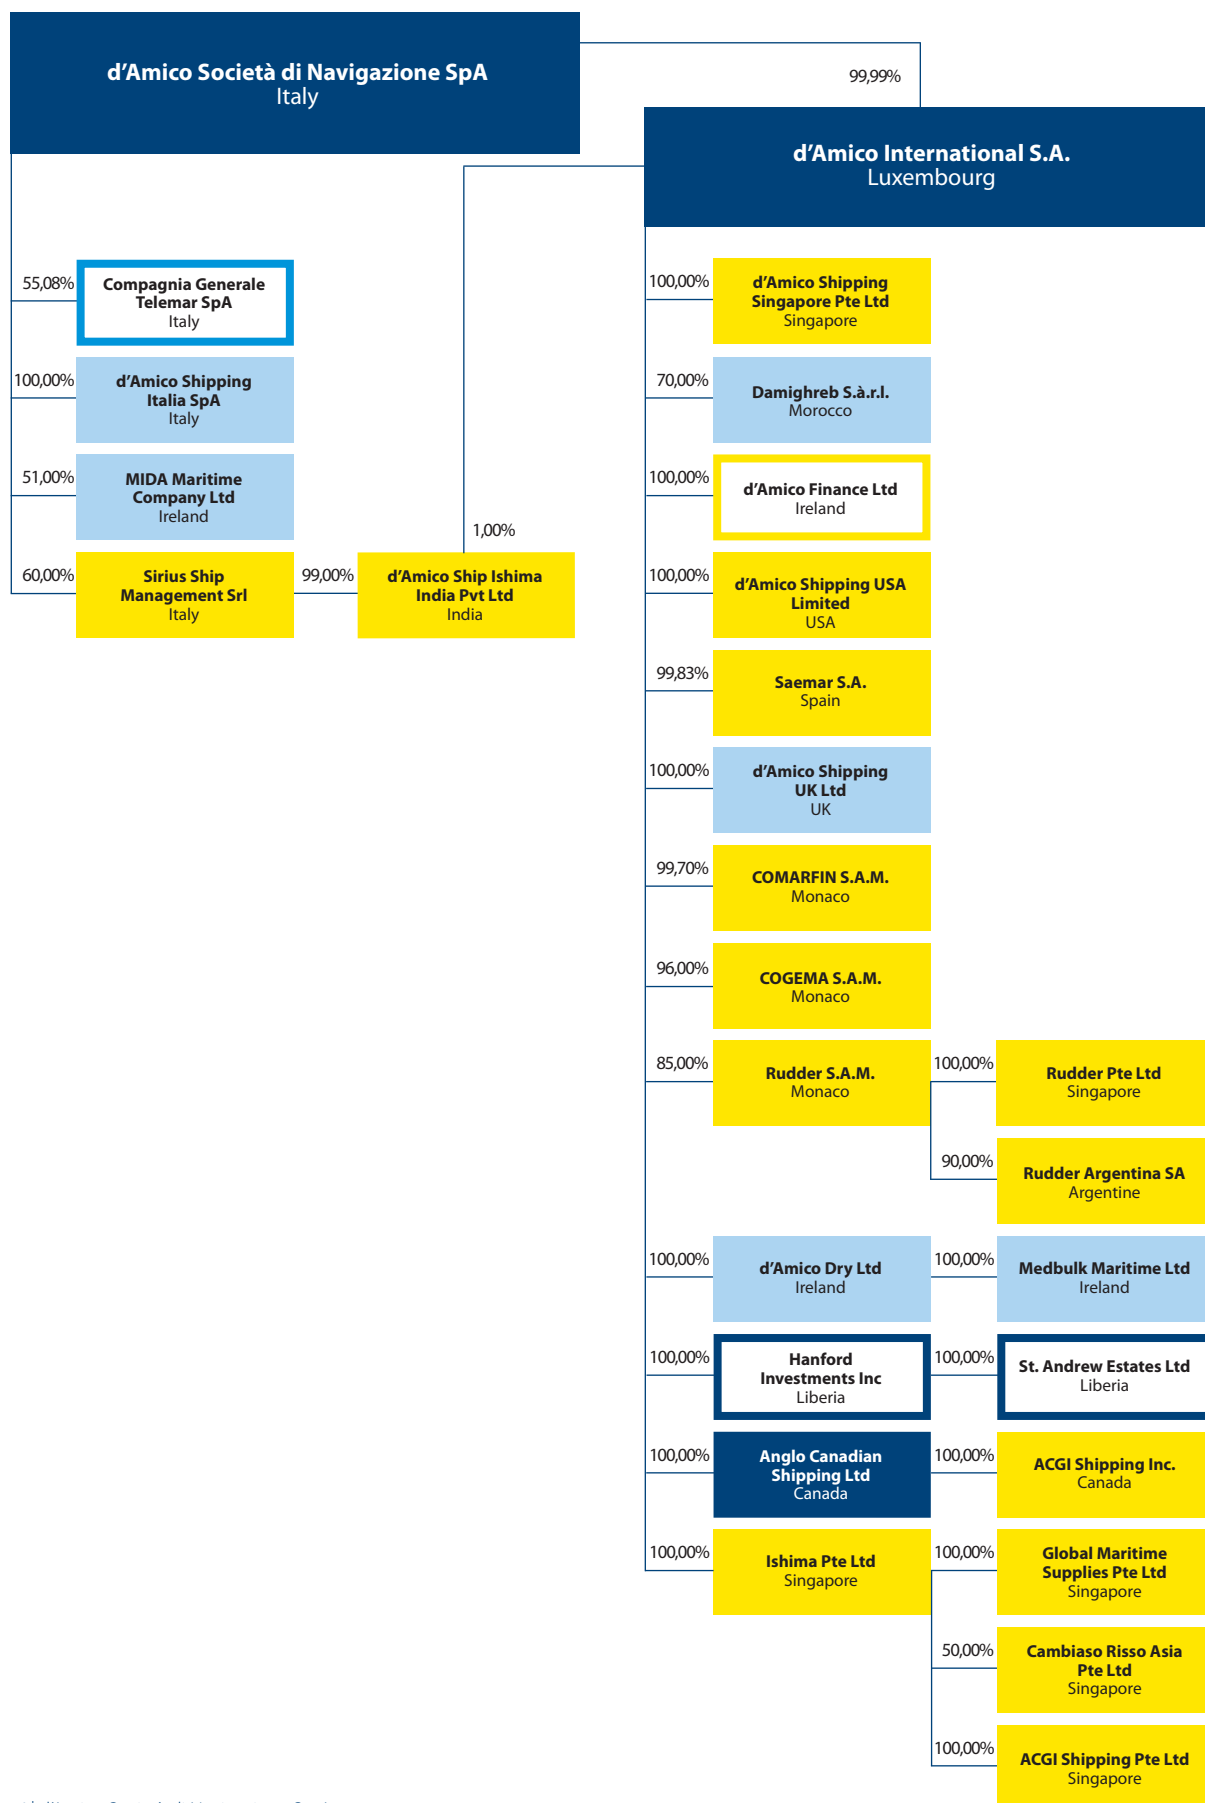 d’Amico Società di Navigazione SpA
Italy
99,99%
d’Amico International S.A.
Luxembourg
55,08%
Compagnia Generale
Telemar SpA
Italy
100,00%
d’Amico Shipping
Italia SpA
Italy
51,00%
MIDA Maritime
Company Ltd
Ireland
60,00%
Sirius Ship
Management Srl
Italy
99,00%
1,00%
d’Amico Ship Ishima
India Pvt Ltd
India
100,00%
d’Amico Shipping
Singapore Pte Ltd
Singapore
70,00%
Damighreb S.à.r.l.
Morocco
100,00%
d’Amico Finance Ltd
Ireland
100,00%
d’Amico Shipping USA
Limited
USA
99,83%
Saemar S.A.
Spain
100,00%
d’Amico Shipping
UK Ltd
UK
99,70%
COMARFIN S.A.M.
Monaco
96,00%
COGEMA S.A.M.
Monaco
85,00%
Rudder S.A.M.
Monaco
100,00%
Rudder Pte Ltd
Singapore
90,00%
Rudder Argentina SA
Argentine
100,00%
d’Amico Dry Ltd
Ireland
100,00%
Medbulk Maritime Ltd
Ireland
100,00%
Hanford
Investments Inc
Liberia
100,00%
St. Andrew Estates Ltd
Liberia
100,00%
Anglo Canadian
Shipping Ltd
Canada
100,00%
ACGI Shipping Inc.
Canada
100,00%
Ishima Pte Ltd
Singapore
100,00%
Global Maritime
Supplies Pte Ltd
Singapore
50,00%
Cambiaso Risso Asia
Pte Ltd
Singapore
100,00%
ACGI Shipping Pte Ltd
Singapore